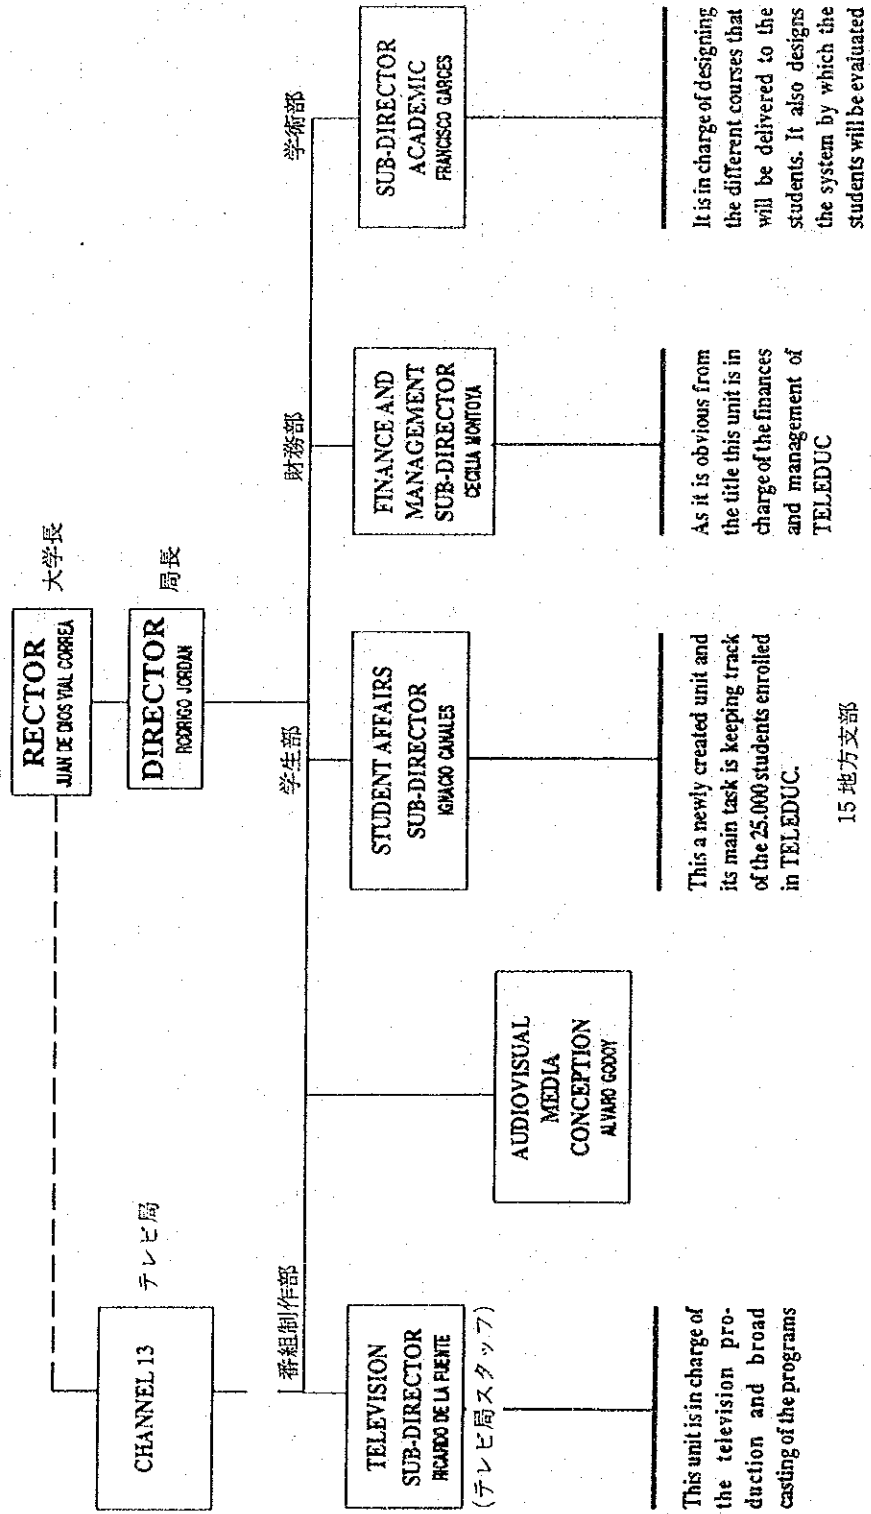 RECTOR
JUAN DE DIOS VIAL CORREA
大学長
DIRECTOR
RODRIGO JORDAN
局長
CHANNEL 13
テレビ局
番組制作部
学生部
財務部
学術部
TELEVISION
SUB-DIRECTOR
RICARDO DE LA FUENTE
(テレビ局スタッフ)
AUDIOVISUAL
MEDIA
CONCEPTION
ALVARO GODOY
STUDENT AFFAIRS
SUB-DIRECTOR
IGNACIO CANALES
FINANCE AND
MANAGEMENT
SUB-DIRECTOR
CECILIA MONTOYA
SUB-DIRECTOR
ACADEMIC
FRANCISCO GARCES
This unit is in charge of
the television pro-
duction and broad
casting of the programs
This a newly created unit and
its main task is keeping track
of the 25.000 students enrolled
in TELEDUC.
15 地方支部
As it is obvious from
the title this unit is in
charge of the finances
and management of
TELEDUC
It is in charge of designing
the different courses that
will be delivered to the
students. It also designs
the system by which the
students will be evaluated